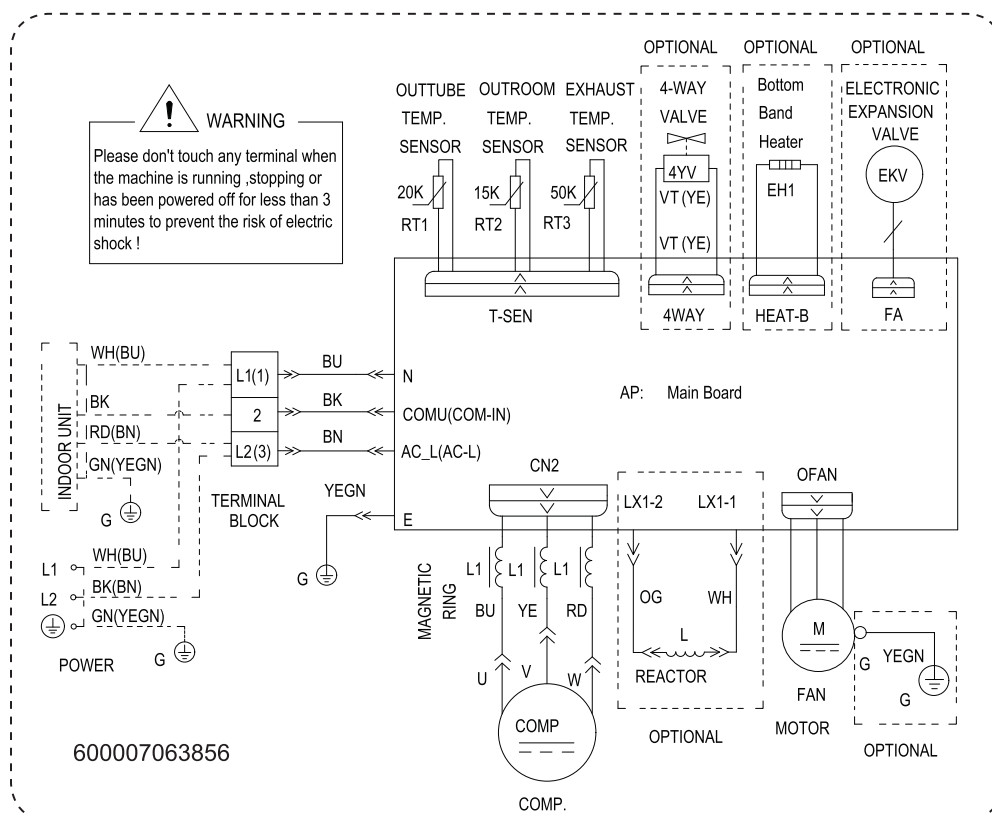 OPTIONAL
OPTIONAL
OPTIONAL
WARNING
Please don't touch any terminal when
the machine is running ,stopping or
has been powered off for less than 3
minutes to prevent the risk of electric
shock !
OUTTUBE
TEMP.
SENSOR
20K
RT1
OUTROOM
TEMP.
SENSOR
15K
RT2
EXHAUST
TEMP.
SENSOR
50K
RT3
T-SEN
4-WAY
VALVE
4YV
VT (YE)
VT (YE)
4WAY
Bottom
Band
Heater
EH1
HEAT-B
ELECTRONIC
EXPANSION
VALVE
EKV
FA
INDOOR UNIT
WH(BU)
BK
RD(BN)
GN(YEGN)
G
L1(1)
2
L2(3)
TERMINAL
BLOCK
BU
BK
BN
YEGN
G
N
COMU(COM-IN)
AC_L(AC-L)
E
AP: Main Board
L1
L2
WH(BU)
BK(BN)
GN(YEGN)
G
POWER
CN2
MAGNETIC
RING
L1
L1
L1
BU
YE
RD
U
V
W
COMP
COMP.
LX1-2
LX1-1
OG
WH
L
REACTOR
OPTIONAL
OFAN
M
FAN
MOTOR
G
YEGN
G
OPTIONAL
600007063856